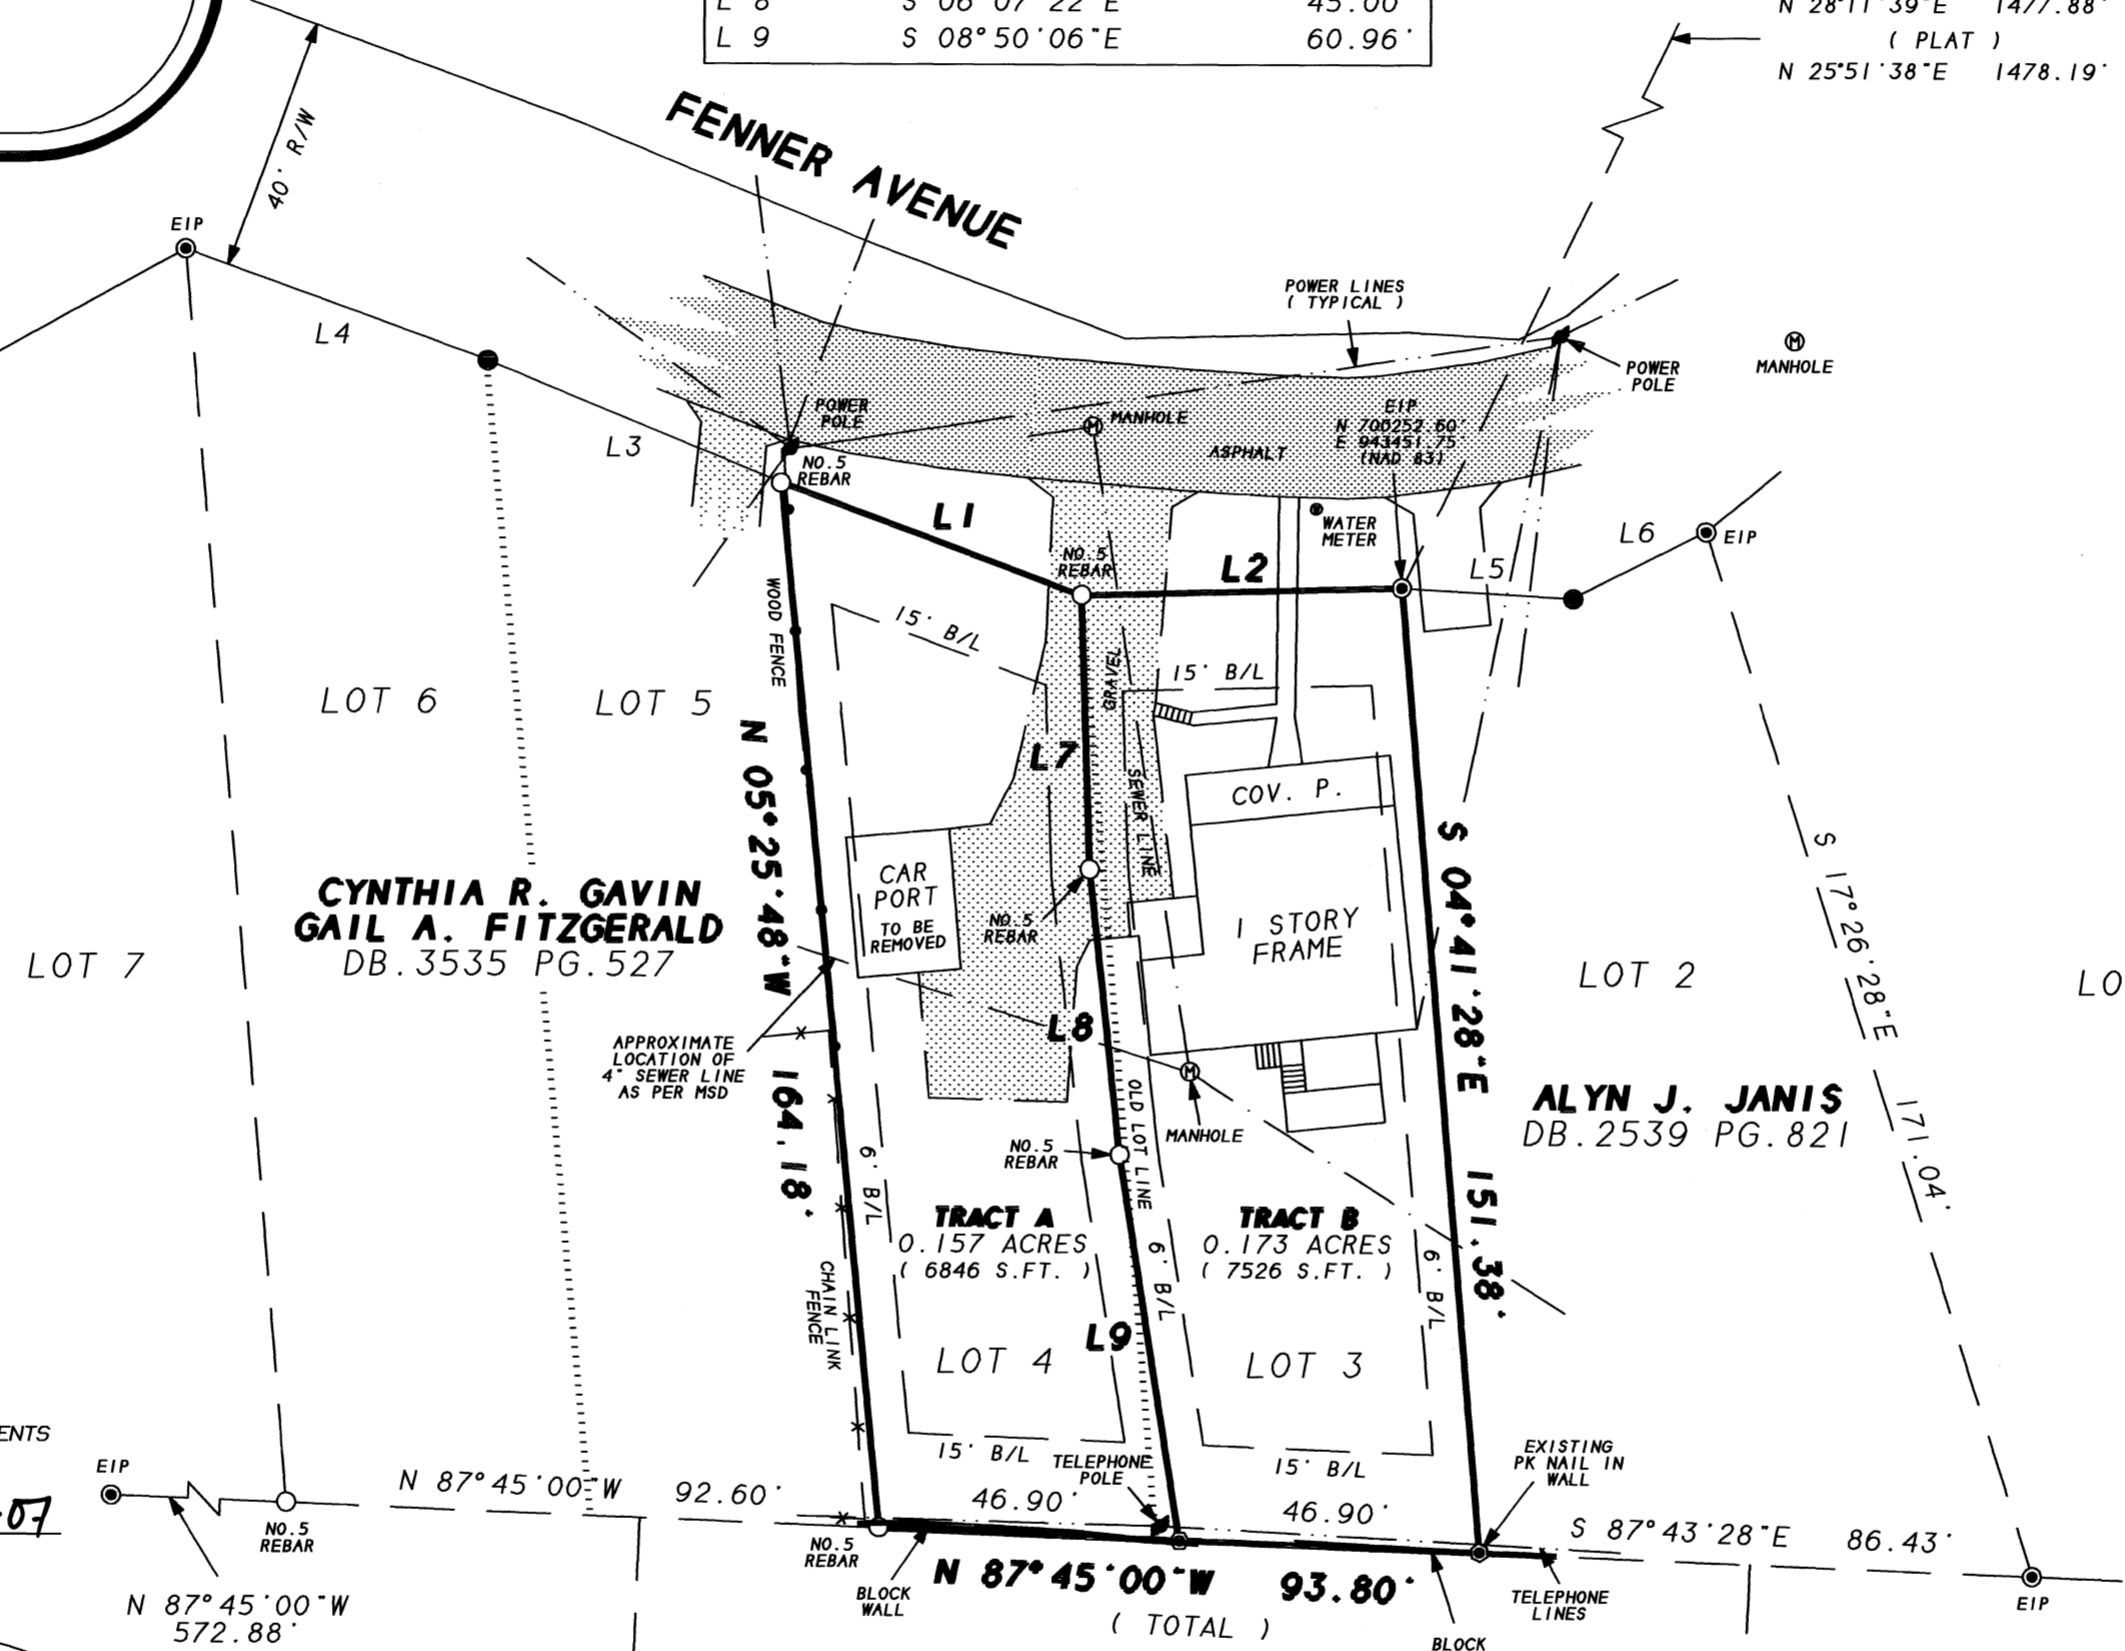 L 8 S 06°07'22"E 45.00'
L 9 S 08°50'06"E 60.96'
N 28°11'39"E 1477.88'
( PLAT )
N 25°51'38"E 1478.19'
40' R/W
FENNER AVENUE
EIP
L4
L3
POWER LINES
( TYPICAL )
POWER
POLE
M
MANHOLE
POWER
POLE
M
MANHOLE
EIP
N 700252.60'
E 943451.75'
(NAD 83)
ASPHALT
NO.5
REBAR
L1
WATER
METER
L2
L5
L6
EIP
NO.5
REBAR
WOOD FENCE
15' B/L
GRAVEL
15' B/L
LOT 6
LOT 5
L7
SEWER LINE
COV. P.
N 05°25'48"W 164.18'
S 04°41'28"E 151.38'
S 17°26'28"E 171.04'
CAR
PORT
TO BE
REMOVED
NO.5
REBAR
1 STORY
FRAME
CYNTHIA R. GAVIN
GAIL A. FITZGERALD
DB.3535 PG.527
LOT 7
LOT 2
LO
APPROXIMATE
LOCATION OF
4" SEWER LINE
AS PER MSD
L8
M
MANHOLE
OLD LOT LINE
ALYN J. JANIS
DB.2539 PG.821
NO.5
REBAR
6' B/L
TRACT A
0.157 ACRES
( 6846 S.FT. )
6' B/L
TRACT B
0.173 ACRES
( 7526 S.FT. )
6' B/L
CHAIN LINK
FENCE
L9
LOT 4
LOT 3
15' B/L
TELEPHONE
POLE
15' B/L
EXISTING
PK NAIL IN
WALL
ENTS
07
EIP
NO.5
REBAR
N 87°45'00"W 92.60'
46.90'
46.90'
S 87°43'28"E 86.43'
NO.5
REBAR
BLOCK
WALL
N 87°45'00"W 93.80'
( TOTAL )
N 87°45'00"W
572.88'
TELEPHONE
LINES
EIP
BLOCK